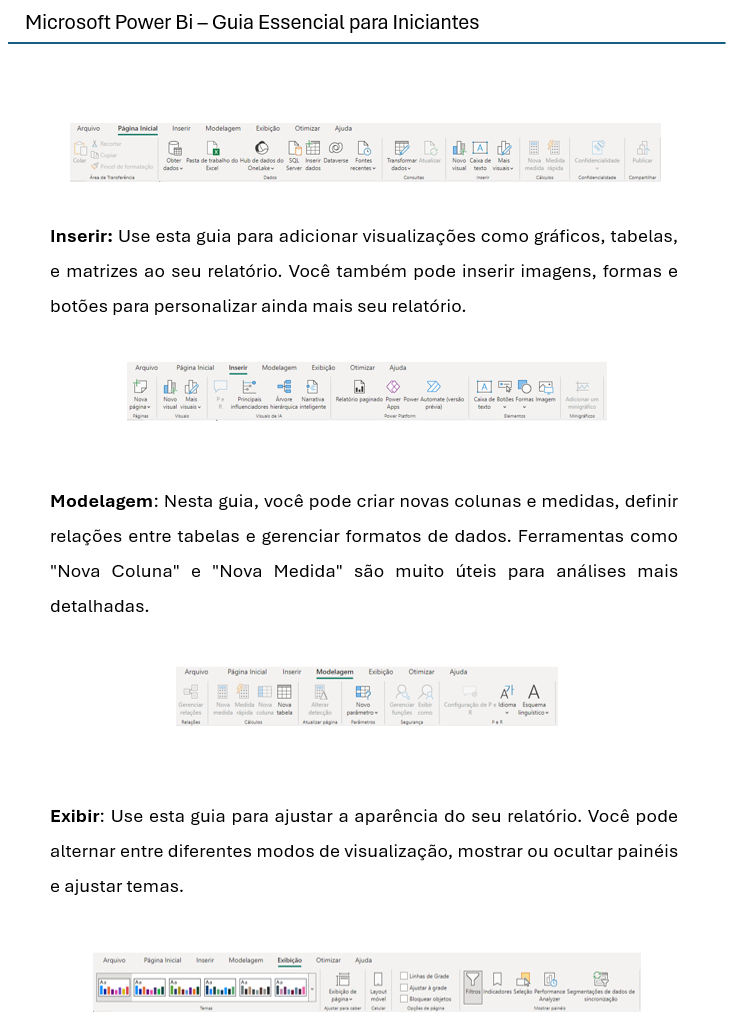 Microsoft Power Bi – Guia Essencial para Iniciantes
Arquivo Página Inicial Inserir Modelagem Exibição Otimizar Ajuda
Colar Recortar Copiar Pincel de formatação
Obter dados Pasta de trabalho do Excel Hub de dados do OneLake SQL Server Inserir dados Dataverse Fontes recentes Transformar dados Atualizar Novo visual Caixa de texto Mais visuais Nova medida Medida rápida Confidencialidade Publicar
Área de Transferência Dados Consultas Inserir Cálculos Confidencialidade Compartilhar
Inserir: Use esta guia para adicionar visualizações como gráficos, tabelas,
e matrizes ao seu relatório. Você também pode inserir imagens, formas e
botões para personalizar ainda mais seu relatório.
Arquivo Página Inicial Inserir Modelagem Exibição Otimizar Ajuda
Nova página Novo visual Mais visuais P e R Principais influenciadores Árvore hierárquica Narrativa inteligente Relatório paginado Power Apps Power Automate (versão prévia) Caixa de texto Botões Formas Imagem Adicionar um minigráfico
Páginas Visuais Visuais de IA Power Platform Elementos Minigráficos
Modelagem: Nesta guia, você pode criar novas colunas e medidas, definir
relações entre tabelas e gerenciar formatos de dados. Ferramentas como
"Nova Coluna" e "Nova Medida" são muito úteis para análises mais
detalhadas.
Arquivo Página Inicial Inserir Modelagem Exibição Otimizar Ajuda
Gerenciar relações Nova medida Medida rápida Nova coluna Nova tabela Alterar detecção Novo parâmetro Gerenciar funções Exibir como Configuração de P e R Idioma Esquema linguístico
Relações Cálculos Atualizar página Parâmetros Segurança P e R
Exibir: Use esta guia para ajustar a aparência do seu relatório. Você pode
alternar entre diferentes modos de visualização, mostrar ou ocultar painéis
e ajustar temas.
Arquivo Página Inicial Inserir Modelagem Exibição Otimizar Ajuda
Aa Aa Aa Aa Aa Aa
Exibição de página Layout móvel Linhas de Grade Ajustar à grade Bloquear objetos Filtros Indicadores Seleção Performance Analyzer Segmentações de dados de sincronização
Temas Ajustar para caber Celular Opções de página Mostrar painéis